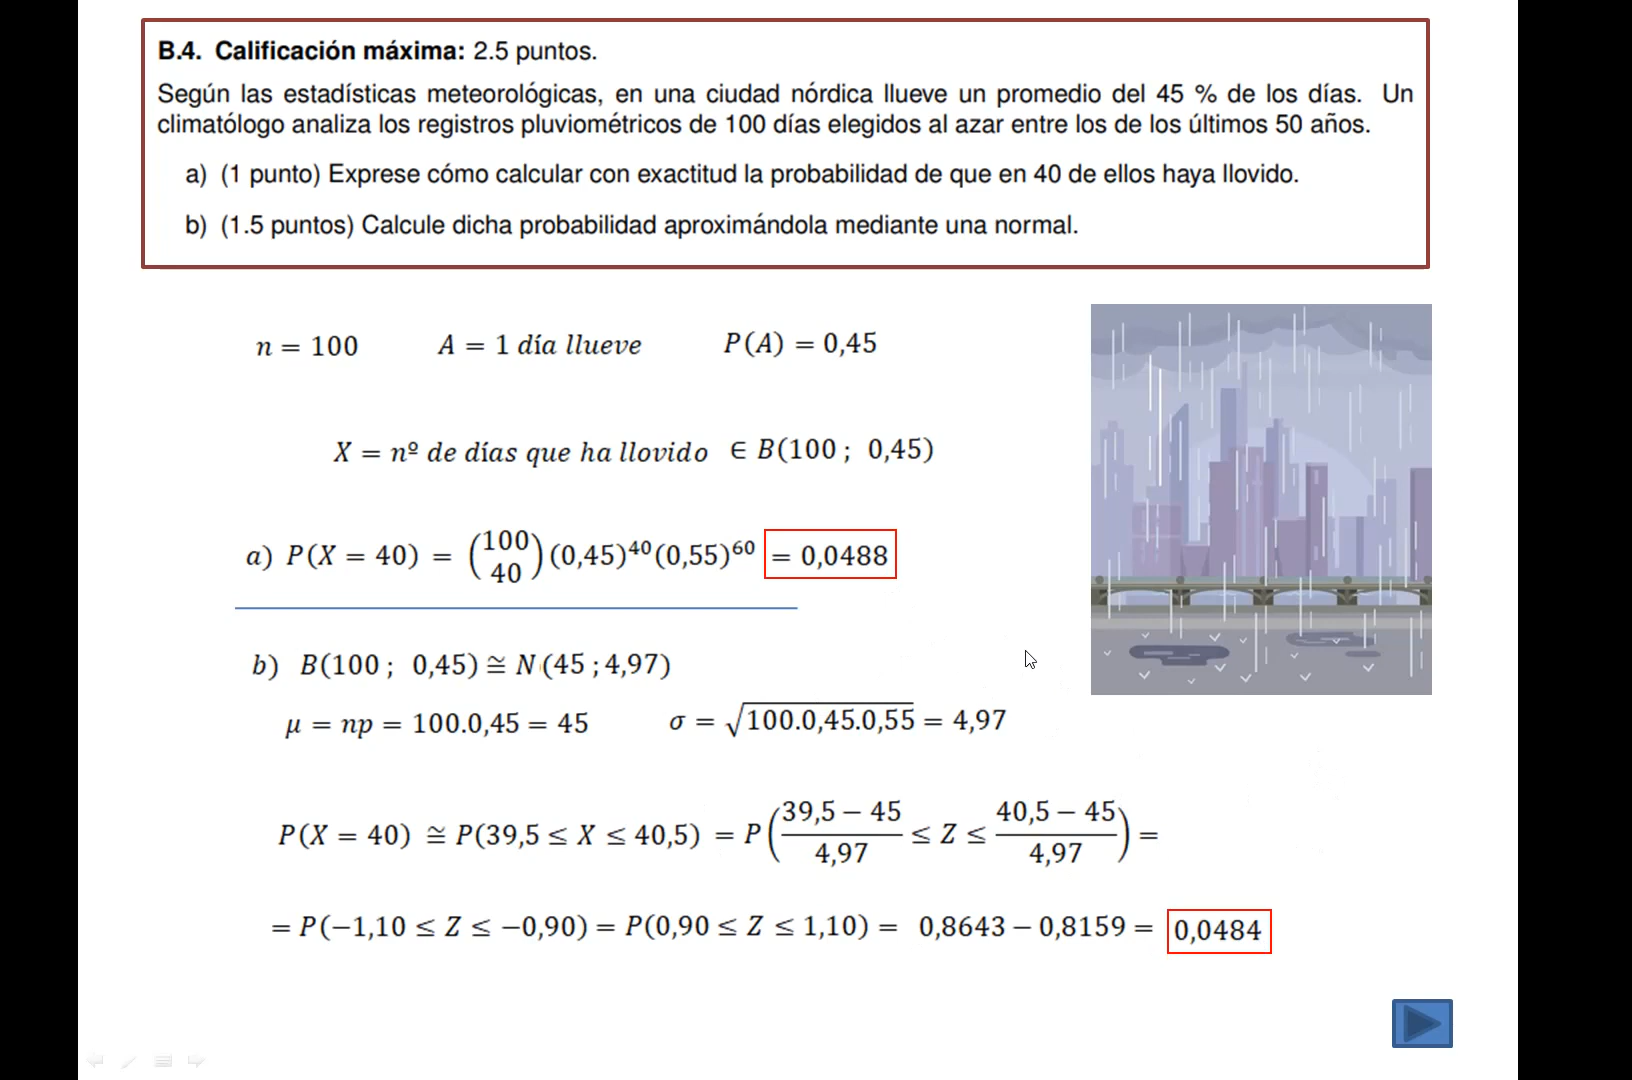 B.4. Calificación máxima: 2.5 puntos.
Según las estadísticas meteorológicas, en una ciudad nórdica llueve un promedio del 45 % de los días. Un
climatólogo analiza los registros pluviométricos de 100 días elegidos al azar entre los de los últimos 50 años.
a) (1 punto) Exprese cómo calcular con exactitud la probabilidad de que en 40 de ellos haya llovido.
b) (1.5 puntos) Calcule dicha probabilidad aproximándola mediante una normal.
n = 100 A = 1 día llueve P(A) = 0,45
X = nº de días que ha llovido ∈ B(100 ; 0,45)
a) P(X = 40) = (100 40) (0,45)⁴⁰(0,55)⁶⁰ = 0,0488
b) B(100 ; 0,45) ≅ N (45 ; 4,97)
μ = np = 100.0,45 = 45 σ = √100.0,45.0,55 = 4,97
P(X = 40) ≅ P(39,5 ≤ X ≤ 40,5) = P((39,5 − 45)/4,97 ≤ Z ≤ (40,5 − 45)/4,97) =
= P(−1,10 ≤ Z ≤ −0,90) = P(0,90 ≤ Z ≤ 1,10) = 0,8643 − 0,8159 = 0,0484